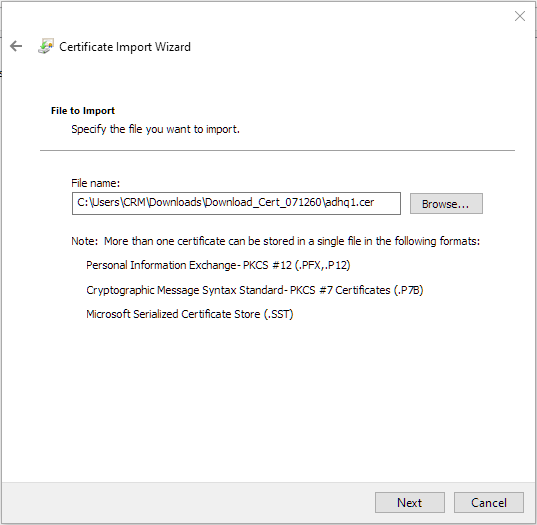 Certificate Import Wizard
File to Import
Specify the file you want to import.
File name:
C:\Users\CRM\Downloads\Download_Cert_071260\adhq1.cer
Browse...
Note:  More than one certificate can be stored in a single file in the following formats:
Personal Information Exchange- PKCS #12 (.PFX,.P12)
Cryptographic Message Syntax Standard- PKCS #7 Certificates (.P7B)
Microsoft Serialized Certificate Store (.SST)
Next
Cancel